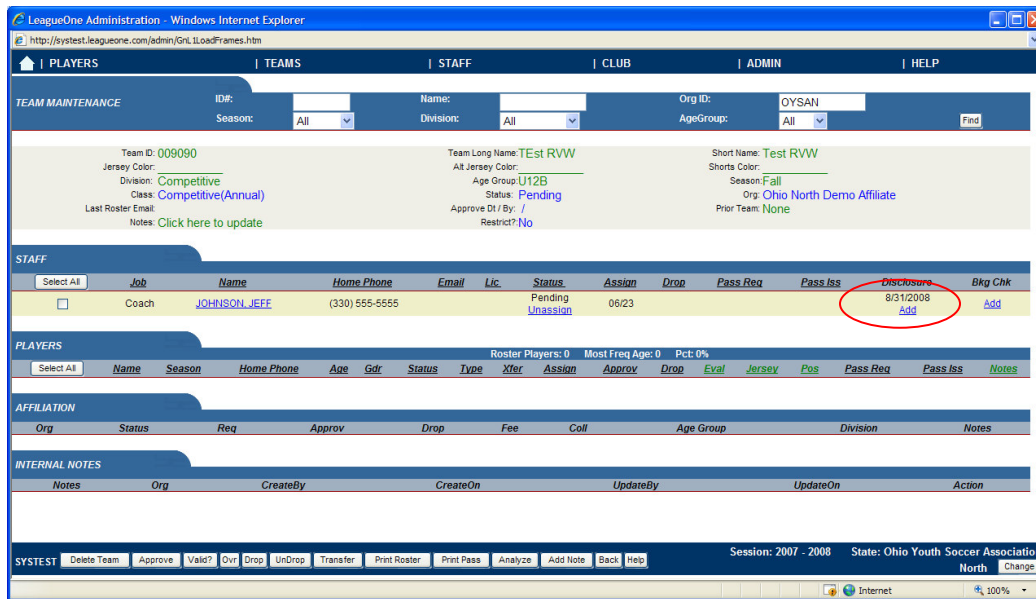 LeagueOne Administration - Windows Internet Explorer
http://systest.leagueone.com/admin/GnL1LoadFrames.htm
| PLAYERS | TEAMS | STAFF | CLUB | ADMIN | HELP
TEAM MAINTENANCE ID#: Name: Org ID: OYSAN
Season: All Division: All AgeGroup: All Find
Team ID: 009090 Team Long Name: TEst RVW Short Name: Test RVW
Jersey Color: Alt Jersey Color: Shorts Color:
Division: Competitive Age Group: U12B Season: Fall
Class: Competitive(Annual) Status: Pending Org: Ohio North Demo Affiliate
Last Roster Email: Approve Dt / By: / Prior Team: None
Notes: Click here to update Restrict?: No
STAFF
Select All Job Name Home Phone Email Lic Status Assign Drop Pass Req Pass Iss Disclosure Bkg Chk
Coach JOHNSON, JEFF (330) 555-5555 Pending 06/23 8/31/2008 Add
Unassign Add
PLAYERS
Roster Players: 0 Most Freq Age: 0 Pct: 0%
Select All Name Season Home Phone Age Gdr Status Type Xfer Assign Approv Drop Eval Jersey Pos Pass Req Pass Iss Notes
AFFILIATION
Org Status Req Approv Drop Fee Coll Age Group Division Notes
INTERNAL NOTES
Notes Org CreateBy CreateOn UpdateBy UpdateOn Action
SYSTEST Delete Team Approve Valid? Ovr Drop UnDrop Transfer Print Roster Print Pass Analyze Add Note Back Help Session: 2007 - 2008 State: Ohio Youth Soccer Associatio
North Change
Internet 100%